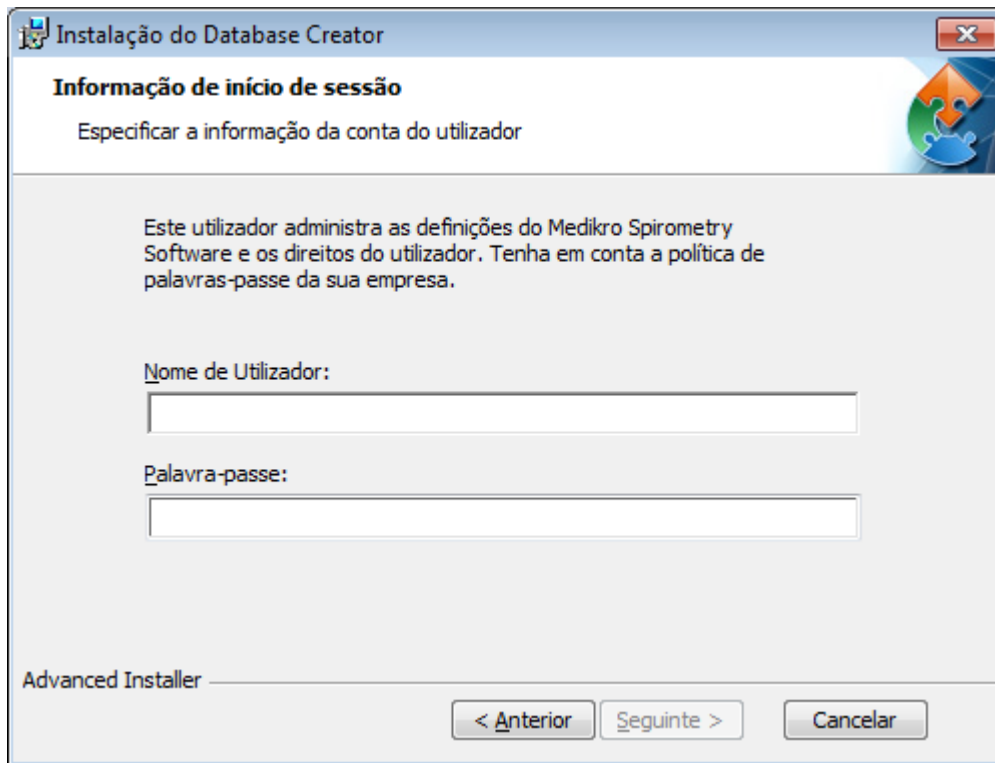 Instalação do Database Creator
Informação de início de sessão
Especificar a informação da conta do utilizador
Este utilizador administra as definições do Medikro Spirometry
Software e os direitos do utilizador. Tenha em conta a política de
palavras-passe da sua empresa.
Nome de Utilizador:
Palavra-passe:
Advanced Installer
< Anterior
Seguinte >
Cancelar